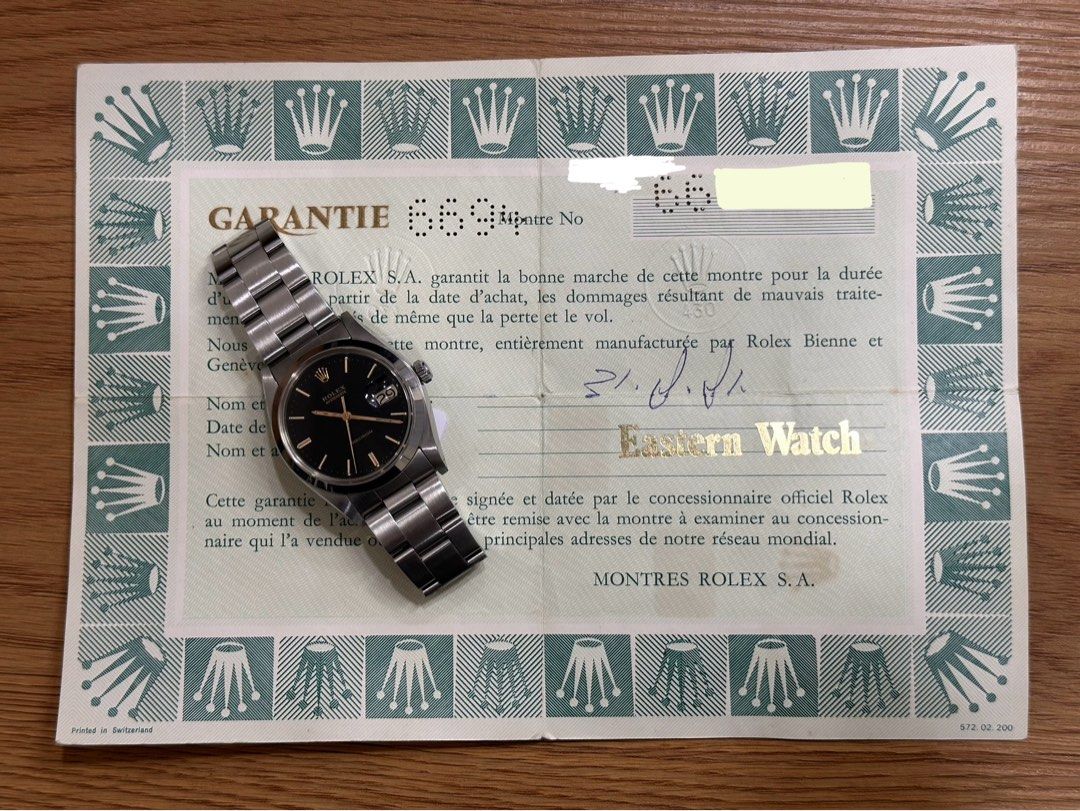 66
GARANTIE 6694 Montre No
ROLEX S.A. garantit la bonne marche de cette montre pour la durée
partir de la date d'achat, les dommages résultant de mauvais traite-
de même que la perte et le vol.
430
Nous cette montre, entièrement manufacturée par Rolex Bienne et
Genève
Nom et
Date de
Nom et
Eastern Watch
ROLEX
29
Cette garantie signée et datée par le concessionnaire officiel Rolex
au moment de être remise avec la montre à examiner au concession-
naire qui l'a vendue principales adresses de notre réseau mondial.
MONTRES ROLEX S.A.
Printed in Switzerland
572.02.200